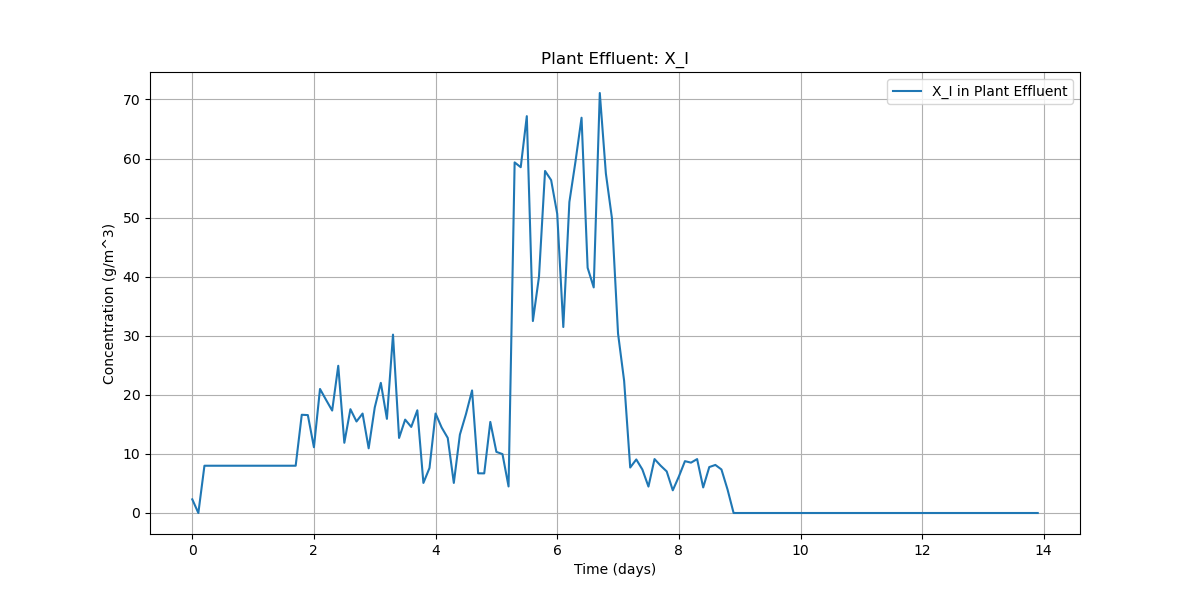 Plant Effluent: X_I
X_I in Plant Effluent
Concentration (g/m^3)
70
60
50
40
30
20
10
0
0 2 4 6 8 10 12 14
Time (days)